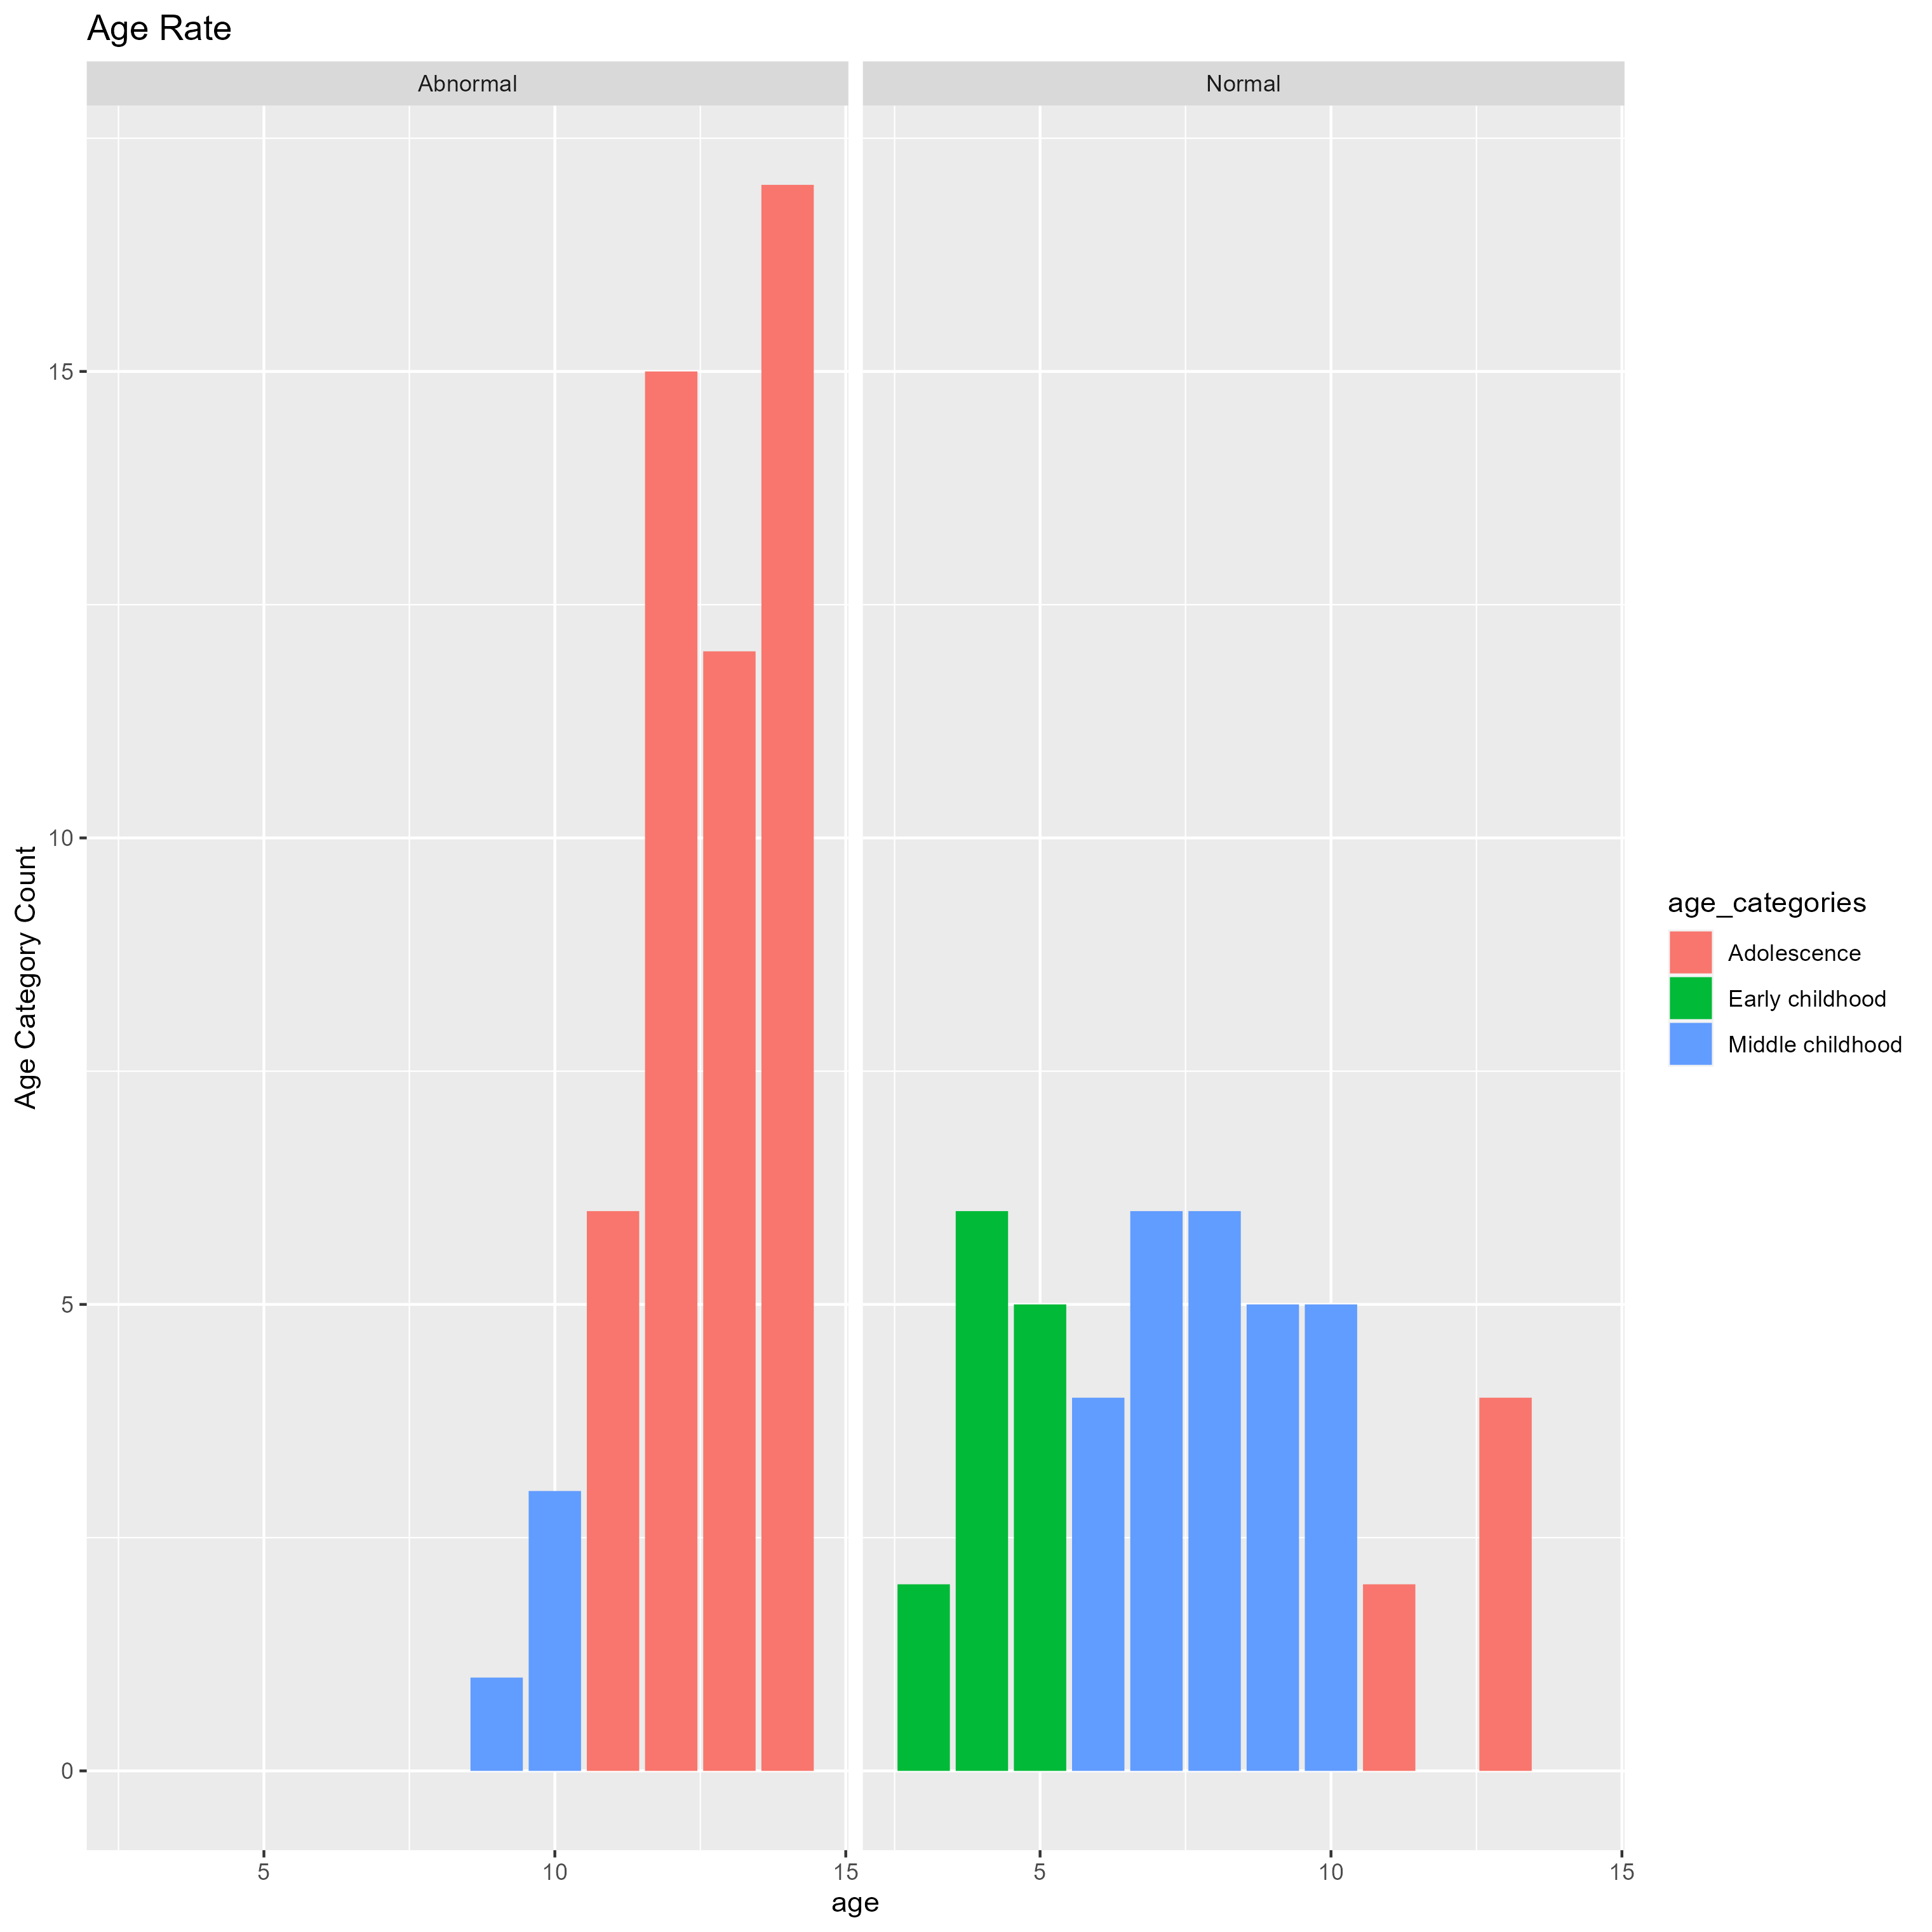 Age Rate
Abnormal
Normal
15
10
5
0
Age Category Count
5
10
15
5
10
15
age
age_categories
Adolescence
Early childhood
Middle childhood